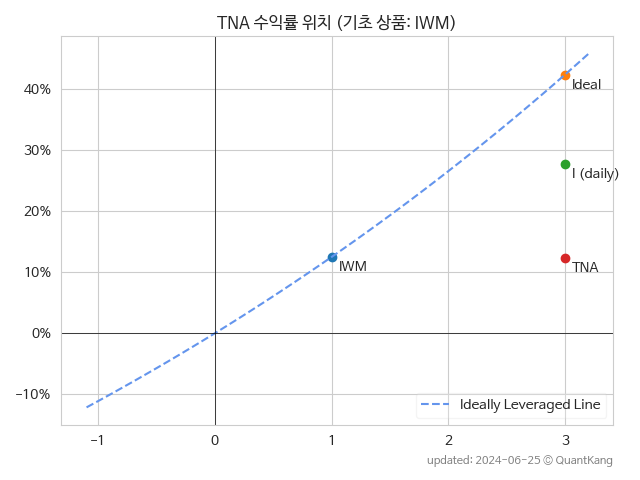 TNA 수익률 위치 (기초 상품: IWM)
40%
30%
20%
10%
0%
−10%
Ideal
I (daily)
IWM
TNA
Ideally Leveraged Line
−1
0
1
2
3
updated: 2024-06-25 © QuantKang